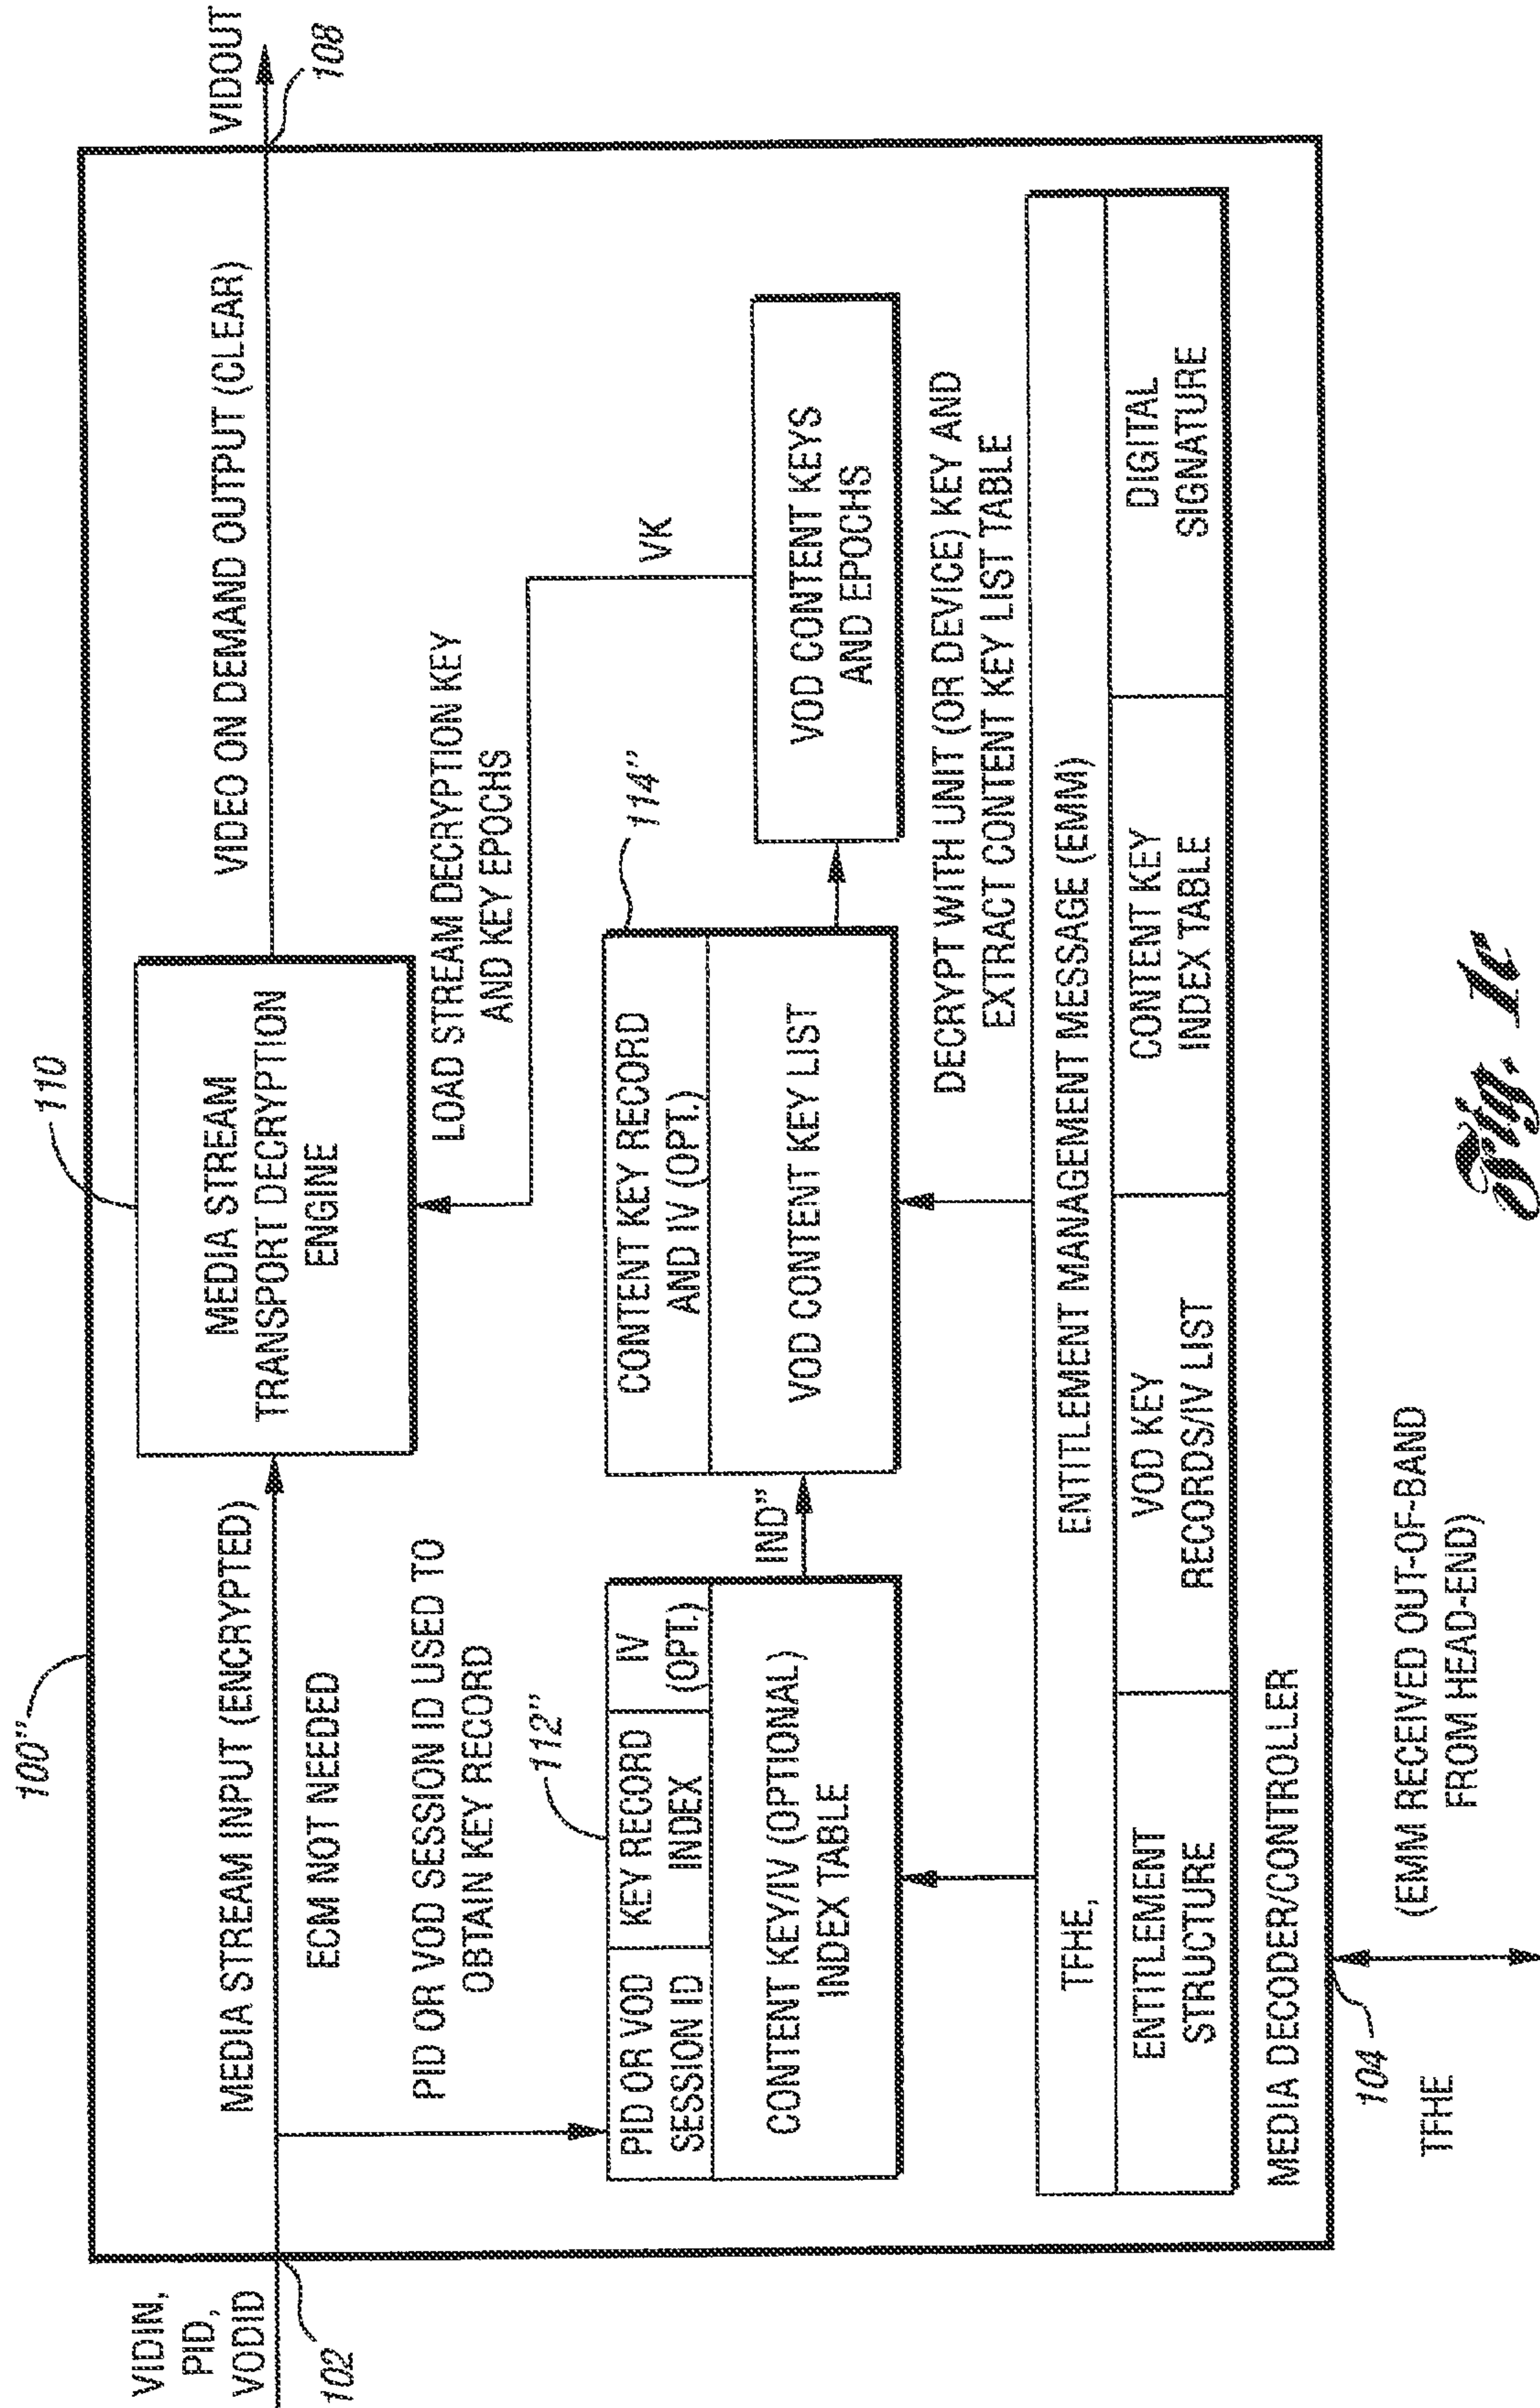 100"
VIDIN,
PID,
VODID
102
MEDIA STREAM INPUT (ENCRYPTED)
ECM NOT NEEDED
110
MEDIA STREAM
TRANSPORT DECRYPTION
ENGINE
VIDEO ON DEMAND OUTPUT (CLEAR)
VIDOUT
108
PID OR VOD SESSION ID USED TO
OBTAIN KEY RECORD
LOAD STREAM DECRYPTION KEY
AND KEY EPOCHS
VK
112"
PID OR VOD
SESSION ID
KEY RECORD
INDEX
IV
(OPT.)
CONTENT KEY/IV (OPTIONAL)
INDEX TABLE
IND"
114"
CONTENT KEY RECORD
AND IV (OPT.)
VOD CONTENT KEY LIST
VOD CONTENT KEYS
AND EPOCHS
DECRYPT WITH UNIT (OR DEVICE) KEY AND
EXTRACT CONTENT KEY LIST TABLE
TFHE,
ENTITLEMENT MANAGEMENT MESSAGE (EMM)
ENTITLEMENT
STRUCTURE
VOD KEY
RECORDS/IV LIST
CONTENT KEY
INDEX TABLE
DIGITAL
SIGNATURE
MEDIA DECODER/CONTROLLER
104
TFHE
(EMM RECEIVED OUT-OF-BAND
FROM HEAD-END)
Fig. 1c